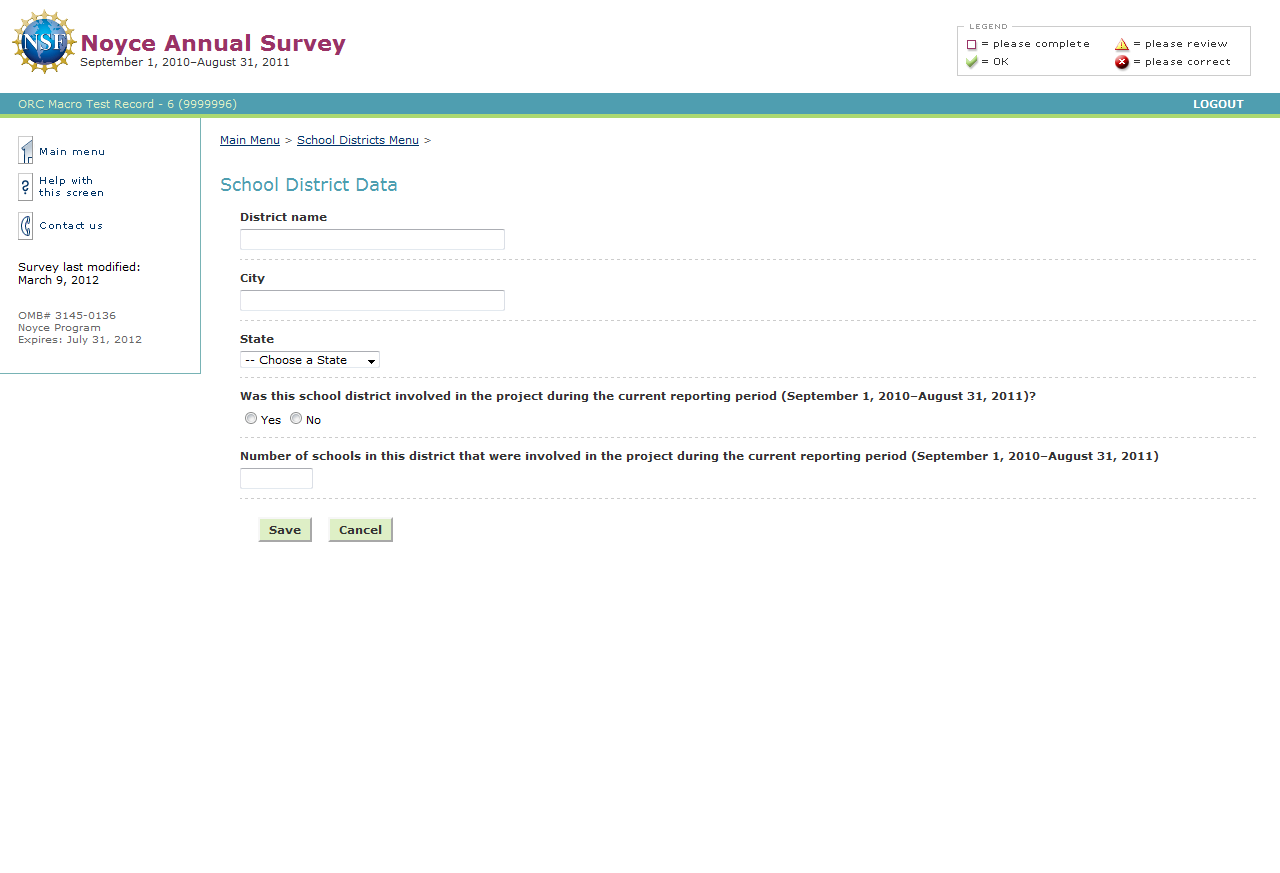 NSF
Noyce Annual Survey
September 1, 2010–August 31, 2011
LEGEND
= please complete
= please review
= OK
= please correct
ORC Macro Test Record - 6 (9999996)
LOGOUT
Main menu
Help with
this screen
Contact us
Survey last modified:
March 9, 2012
OMB# 3145-0136
Noyce Program
Expires: July 31, 2012
Main Menu > School Districts Menu >
School District Data
District name
City
State
-- Choose a State
Was this school district involved in the project during the current reporting period (September 1, 2010–August 31, 2011)?
Yes No
Number of schools in this district that were involved in the project during the current reporting period (September 1, 2010–August 31, 2011)
Save Cancel